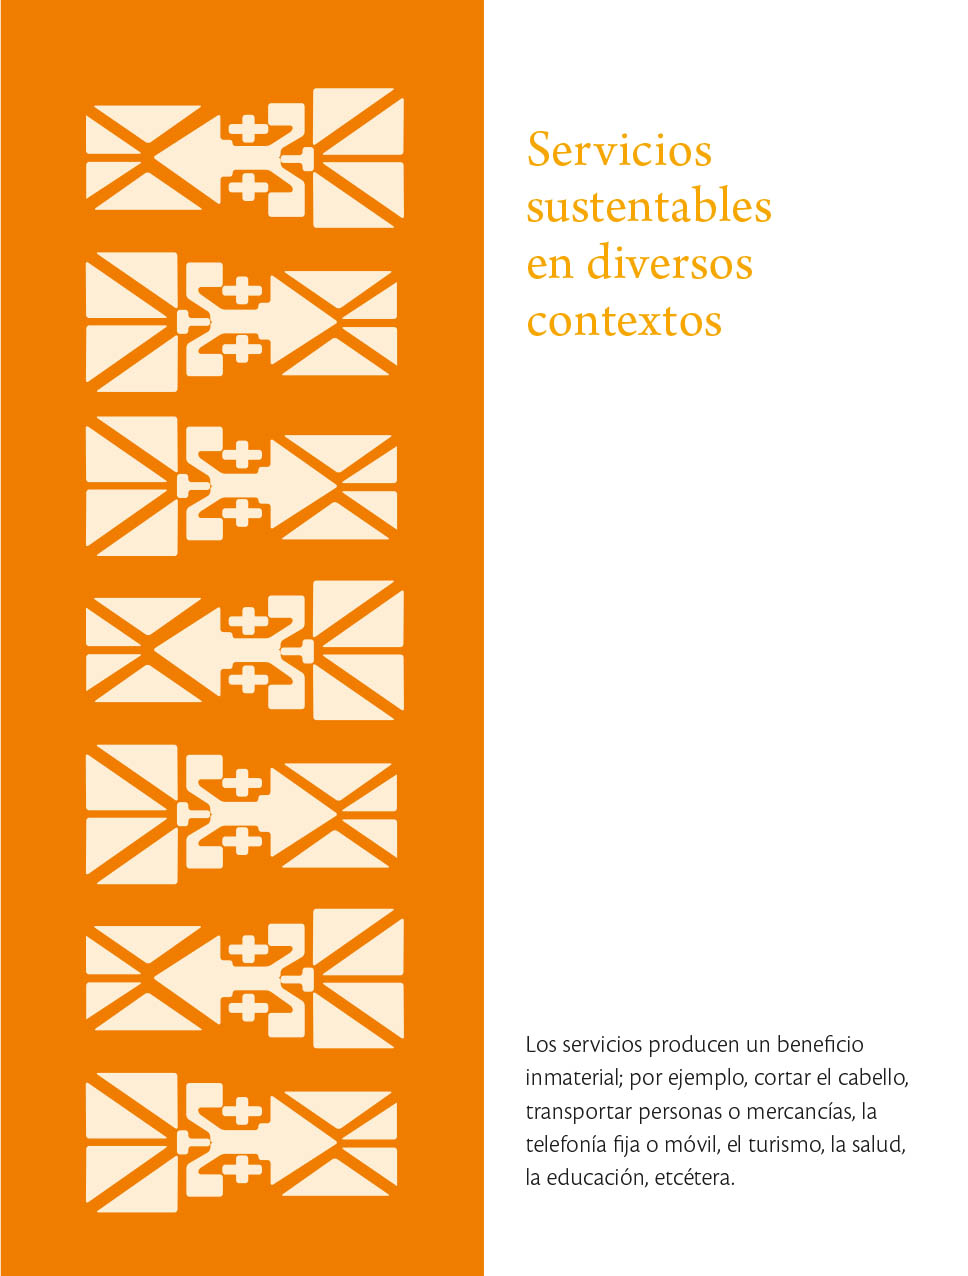 Servicios
sustentables
en diversos
contextos
Los servicios producen un beneficio
inmaterial; por ejemplo, cortar el cabello,
transportar personas o mercancías, la
telefonía fija o móvil, el turismo, la salud,
la educación, etcétera.